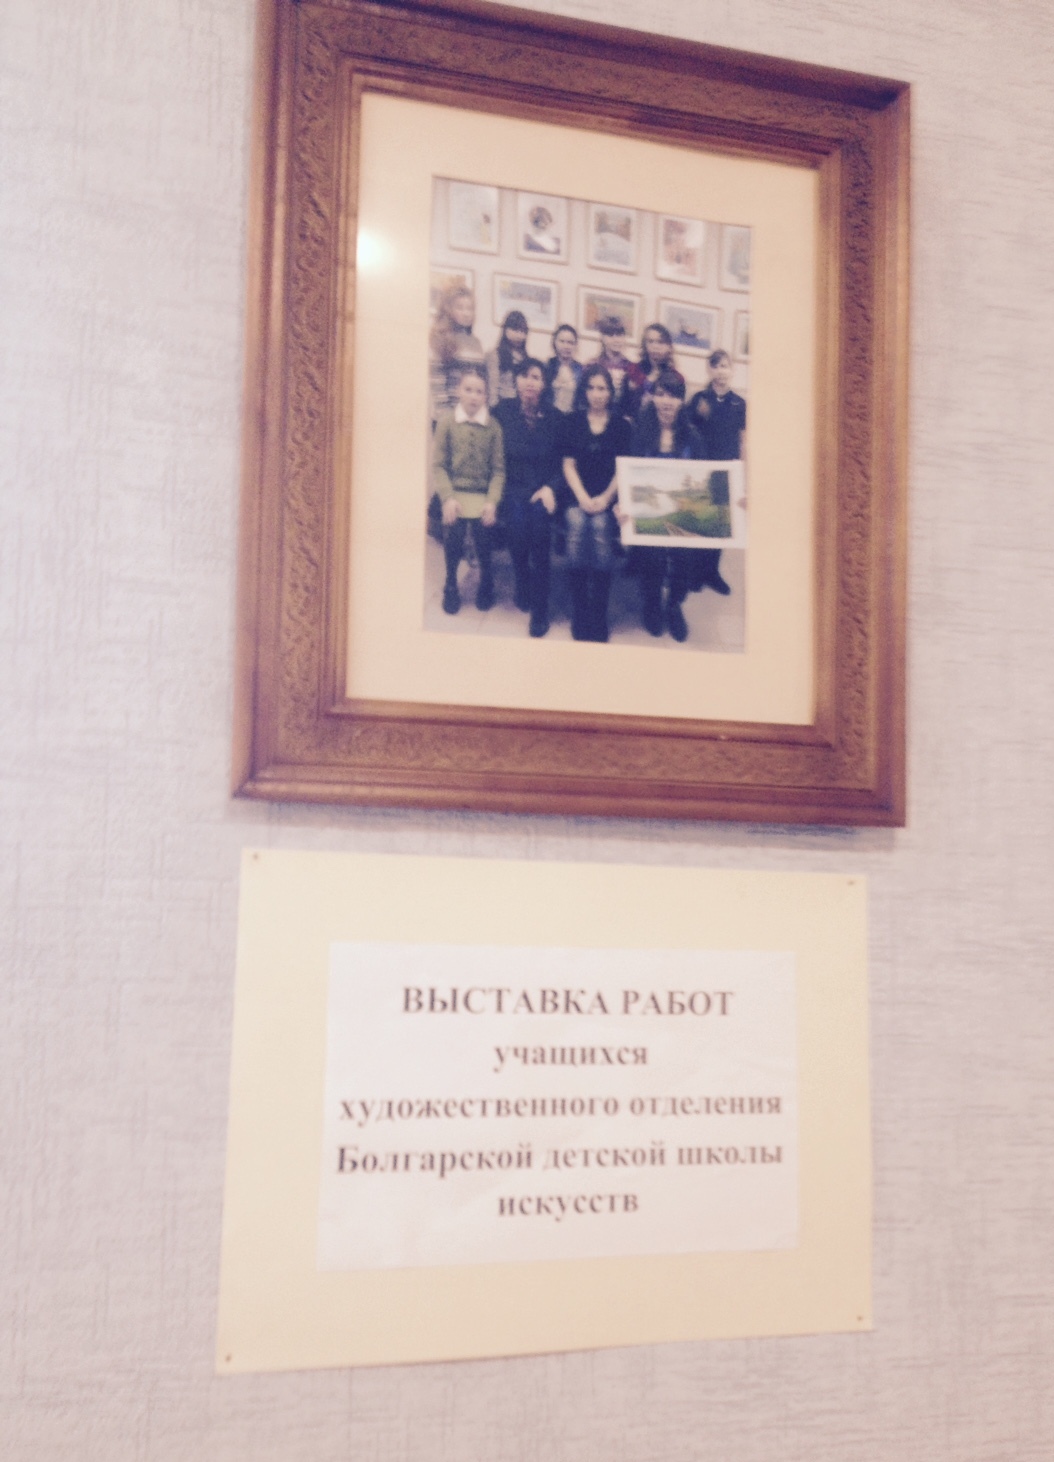 ВЫСТАВКА РАБОТ
учащихся
художественного отделения
Болгарской детской школы
искусств